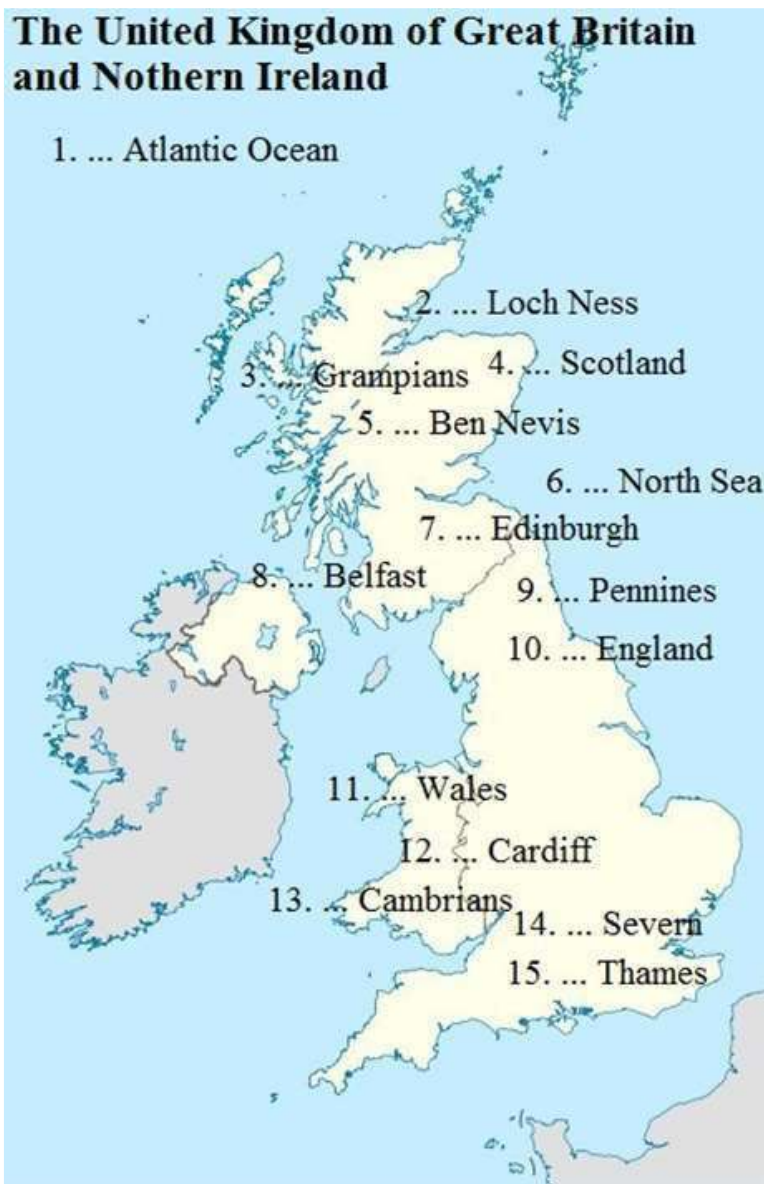 The United Kingdom of Great Britain
and Nothern Ireland
1. ... Atlantic Ocean
2. ... Loch Ness
3. ... Grampians
4. ... Scotland
5. ... Ben Nevis
6. ... North Sea
7. ... Edinburgh
8. ... Belfast
9. ... Pennines
10. ... England
11. ... Wales
12. ... Cardiff
13. ... Cambrians
14. ... Severn
15. ... Thames